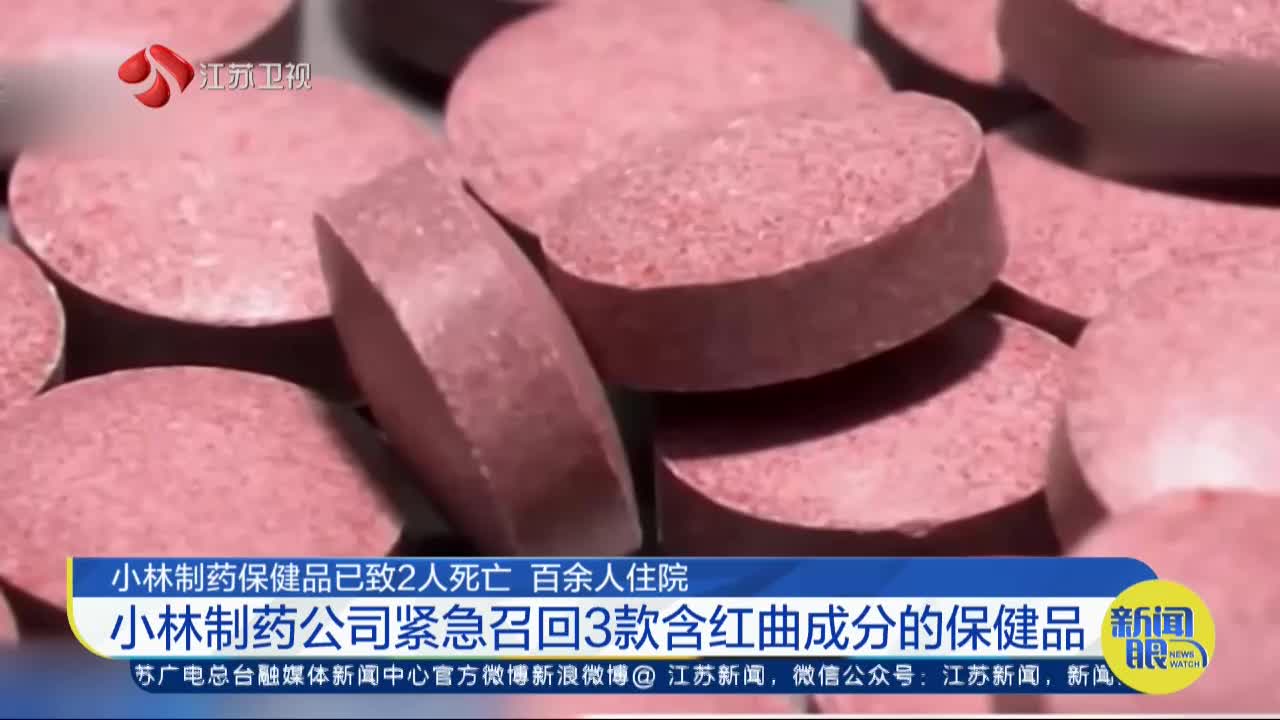 江苏卫视
小林制药保健品已致2人死亡 百余人住院
小林制药公司紧急召回3款含红曲成分的保健品
新闻眼
NEWS WATCH
苏广电总台融媒体新闻中心官方微博新浪微博@ 江苏新闻，微信公众号：江苏新闻，新闻